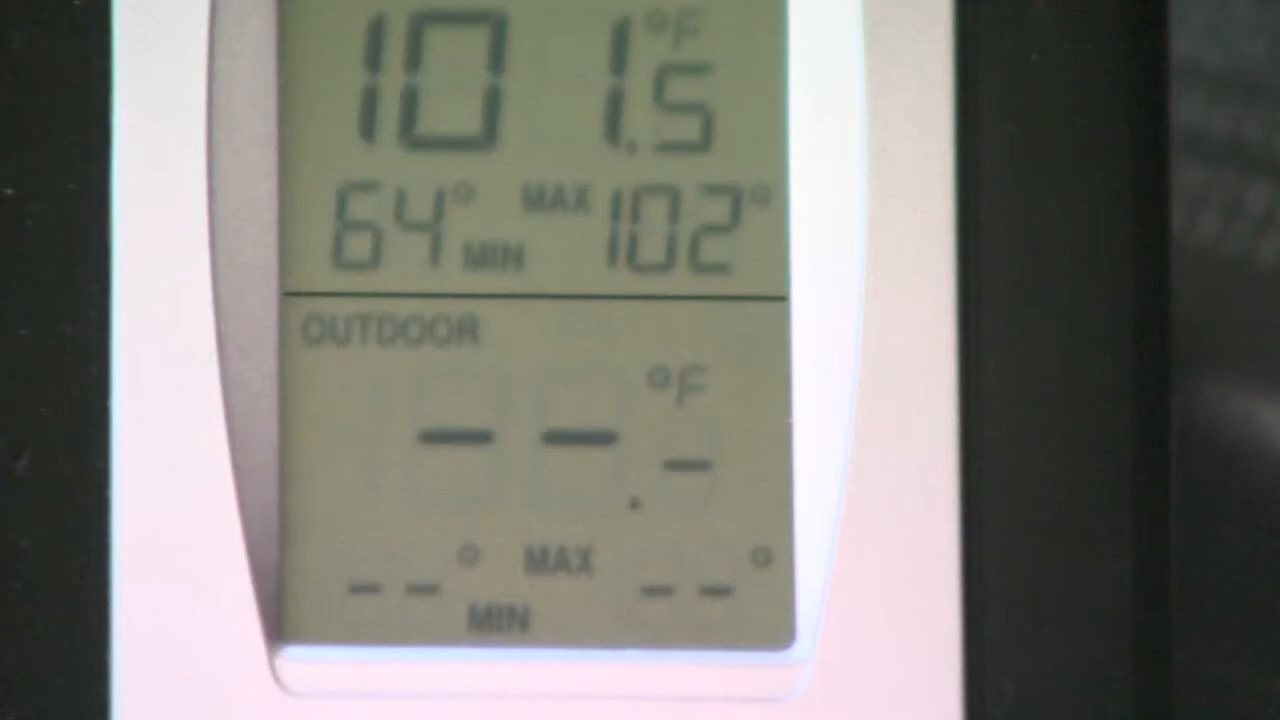 101.5 °F
64° MIN MAX 102°
OUTDOOR
--.- °F
--° MIN MAX --°